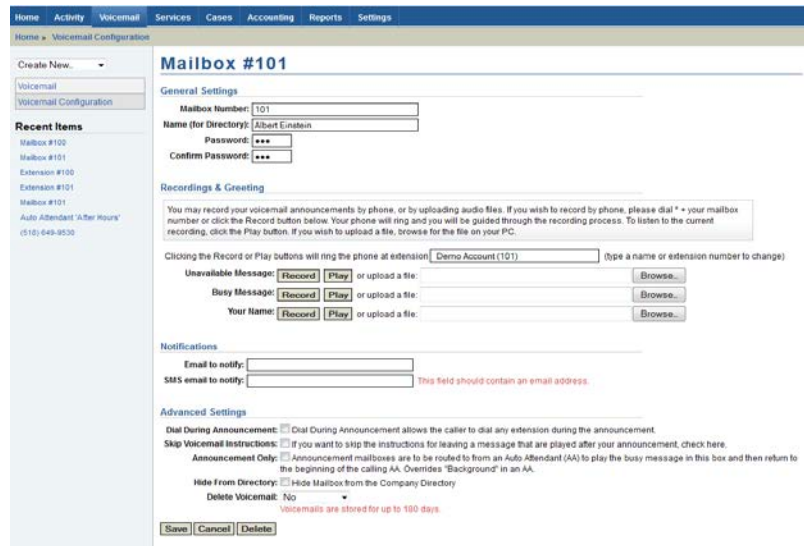 Home Activity Voicemail Services Cases Accounting Reports Settings
Home » Voicemail Configuration
Create New..
Voicemail
Voicemail Configuration
Recent Items
Mailbox #100
Mailbox #101
Extension #100
Extension #101
Mailbox #101
Auto Attendant 'After Hours'
(510) 649-9530
Mailbox #101
General Settings
Mailbox Number: 101
Name (for Directory): Albert Einstein
Password: •••
Confirm Password: •••
Recordings & Greeting
You may record your voicemail announcements by phone, or by uploading audio files. If you wish to record by phone, please dial * + your mailbox
number or click the Record button below. Your phone will ring and you will be guided through the recording process. To listen to the current
recording, click the Play button. If you wish to upload a file, browse for the file on your PC.
Clicking the Record or Play buttons will ring the phone at extension Demo Account (101) (type a name or extension number to change)
Unavailable Message: Record Play or upload a file: Browse..
Busy Message: Record Play or upload a file: Browse..
Your Name: Record Play or upload a file: Browse..
Notifications
Email to notify:
SMS email to notify: This field should contain an email address.
Advanced Settings
Dial During Announcement: Dial During Announcement allows the caller to dial any extension during the announcement.
Skip Voicemail Instructions: If you want to skip the instructions for leaving a message that are played after your announcement, check here.
Announcement Only: Announcement mailboxes are to be routed to from an Auto Attendant (AA) to play the busy message in this box and then return to
the beginning of the calling AA. Overrides "Background" in an AA.
Hide From Directory: Hide Mailbox from the Company Directory
Delete Voicemail: No
Voicemails are stored for up to 180 days.
Save Cancel Delete